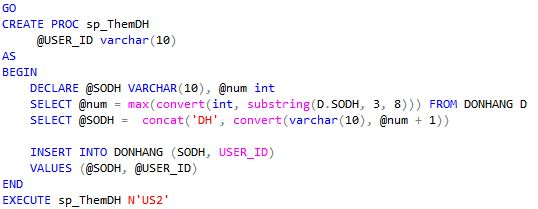 GO
CREATE PROC sp_ThemDH
@USER_ID varchar(10)
AS
BEGIN
DECLARE @SODH VARCHAR(10), @num int
SELECT @num = max(convert(int, substring(D.SODH, 3, 8))) FROM DONHANG D
SELECT @SODH =  concat('DH', convert(varchar(10), @num + 1))
INSERT INTO DONHANG (SODH, USER_ID)
VALUES (@SODH, @USER_ID)
END
EXECUTE sp_ThemDH N'US2'